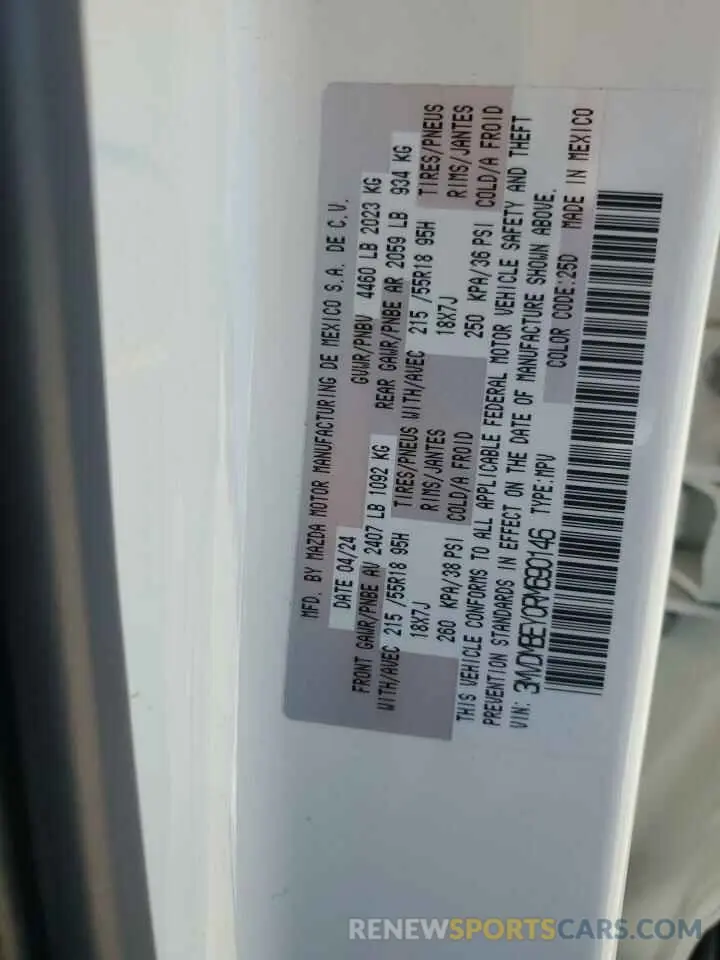 MFD. BY MAZDA MOTOR MANUFACTURING DE MEXICO S.A. DE C.V.
DATE 04/24 GVWR/PNBV 4460 LB 2023 KG
FRONT GAWR/PNBE AV 2407 LB 1092 KG REAR GAWR/PNBE AR 2059 LB 934 KG
WITH/AVEC 215 /55R18 95H TIRES/PNEUS WITH/AVEC 215 /55R18 95H TIRES/PNEUS
18X7J RIMS/JANTES 18X7J RIMS/JANTES
260 KPA/38 PSI COLD/A FROID 250 KPA/36 PSI COLD/A FROID
THIS VEHICLE CONFORMS TO ALL APPLICABLE FEDERAL MOTOR VEHICLE SAFETY AND THEFT
PREVENTION STANDARDS IN EFFECT ON THE DATE OF MANUFACTURE SHOWN ABOVE.
VIN: 3MVDMBEY0RM690146 TYPE:MPV COLOR CODE:25D MADE IN MEXICO
RENEWSPORTSCARS.COM